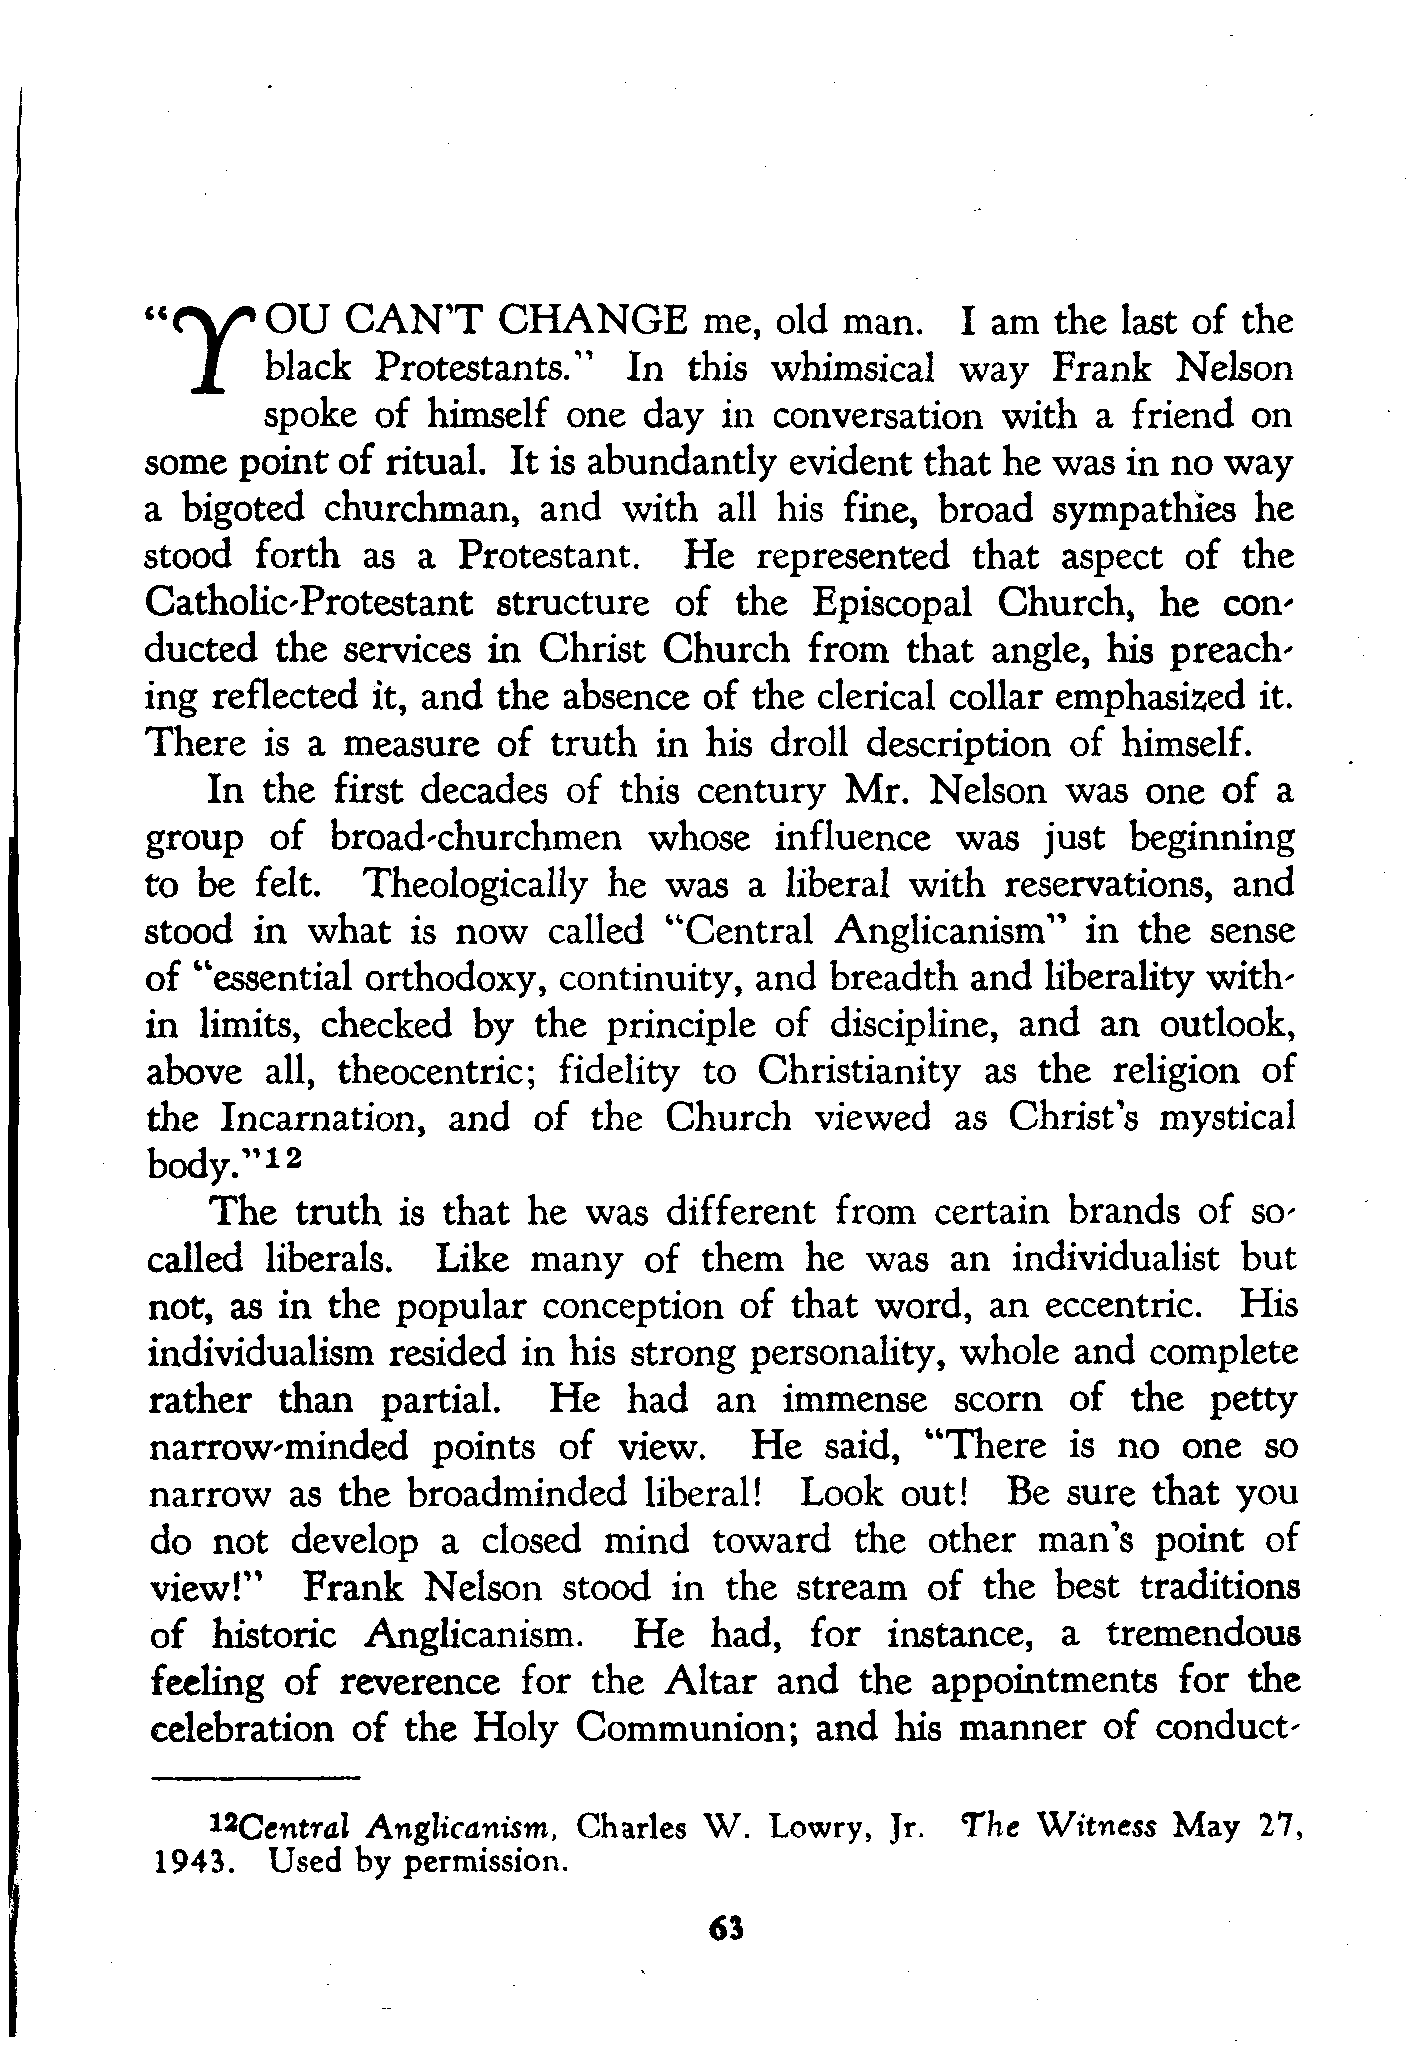 “YOU CAN'T CHANGE me, old man. I am the last of the
black Protestants.” In this whimsical way Frank Nelson
spoke of himself one day in conversation with a friend on
some point of ritual. It is abundantly evident that he was in no way
a bigoted churchman, and with all his fine, broad sympathies he
stood forth as a Protestant. He represented that aspect of the
Catholic-Protestant structure of the Episcopal Church, he con-
ducted the services in Christ Church from that angle, his preach-
ing reflected it, and the absence of the clerical collar emphasized it.
There is a measure of truth in his droll description of himself.
In the first decades of this century Mr. Nelson was one of a
group of broad-churchmen whose influence was just beginning
to be felt. Theologically he was a liberal with reservations, and
stood in what is now called “Central Anglicanism” in the sense
of “essential orthodoxy, continuity, and breadth and liberality with-
in limits, checked by the principle of discipline, and an outlook,
above all, theocentric; fidelity to Christianity as the religion of
the Incarnation, and of the Church viewed as Christ's mystical
body.”12
The truth is that he was different from certain brands of so-
called liberals. Like many of them he was an individualist but
not, as in the popular conception of that word, an eccentric. His
individualism resided in his strong personality, whole and complete
rather than partial. He had an immense scorn of the petty
narrow-minded points of view. He said, “There is no one so
narrow as the broadminded liberal! Look out! Be sure that you
do not develop a closed mind toward the other man's point of
view!” Frank Nelson stood in the stream of the best traditions
of historic Anglicanism. He had, for instance, a tremendous
feeling of reverence for the Altar and the appointments for the
celebration of the Holy Communion; and his manner of conduct-
12Central Anglicanism, Charles W. Lowry, Jr. The Witness May 27,
1943. Used by permission.
63